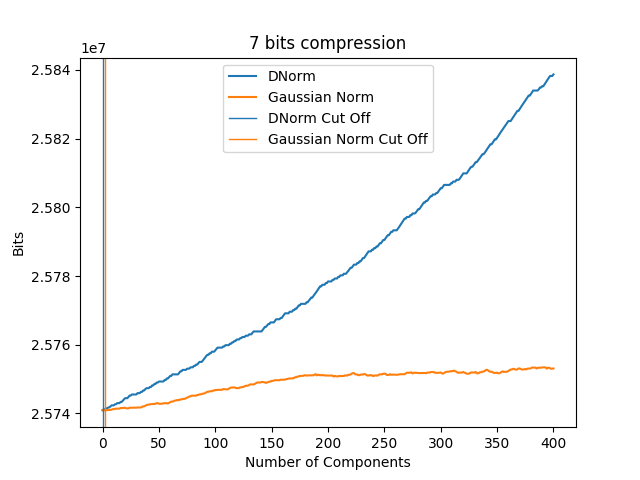 7 bits compression
1e7
2.584
2.582
2.580
2.578
2.576
2.574
Bits
DNorm
Gaussian Norm
DNorm Cut Off
Gaussian Norm Cut Off
0 50 100 150 200 250 300 350 400
Number of Components